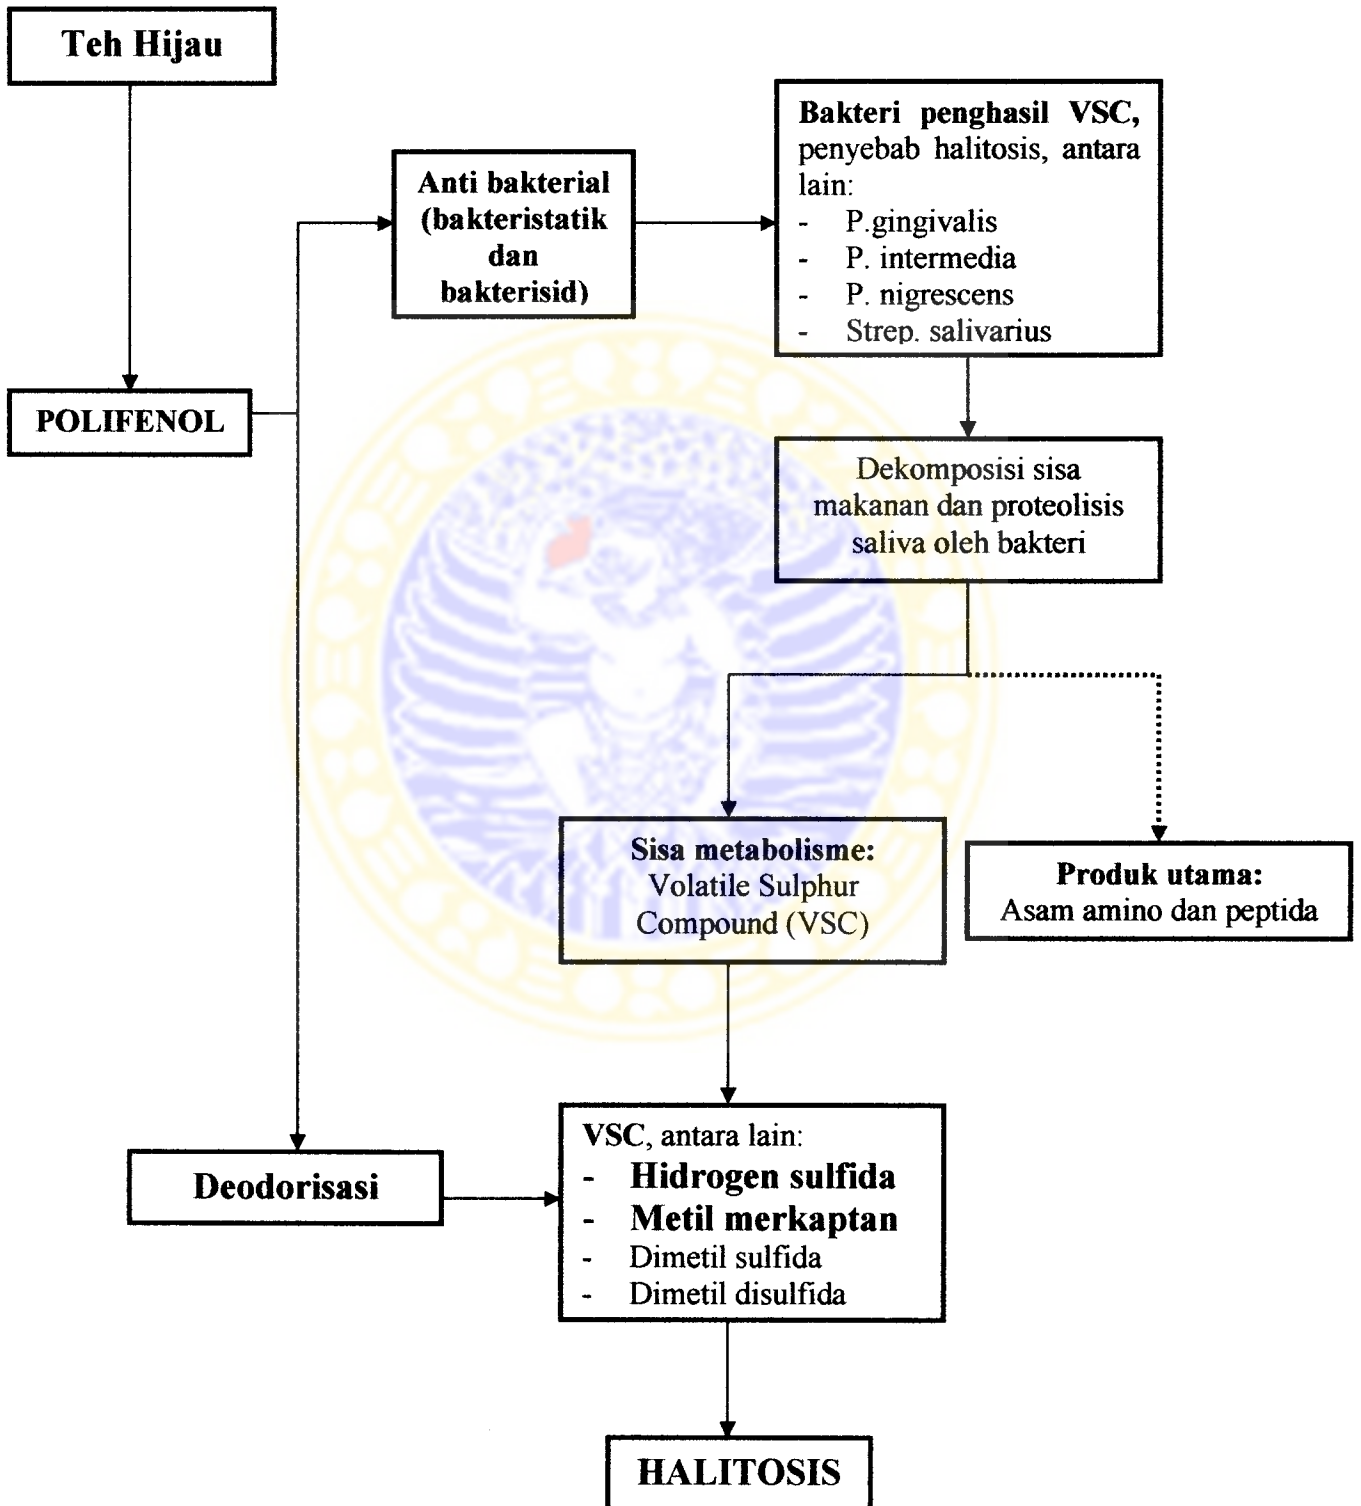 Teh Hijau
Bakteri penghasil VSC,
penyebab halitosis, antara
lain:
- P.gingivalis
- P. intermedia
- P. nigrescens
- Strep. salivarius
Anti bakterial
(bakteristatik
dan
bakterisid)
POLIFENOL
Dekomposisi sisa
makanan dan proteolisis
saliva oleh bakteri
Sisa metabolisme:
Volatile Sulphur
Compound (VSC)
Produk utama:
Asam amino dan peptida
Deodorisasi
VSC, antara lain:
- Hidrogen sulfida
- Metil merkaptan
- Dimetil sulfida
- Dimetil disulfida
HALITOSIS